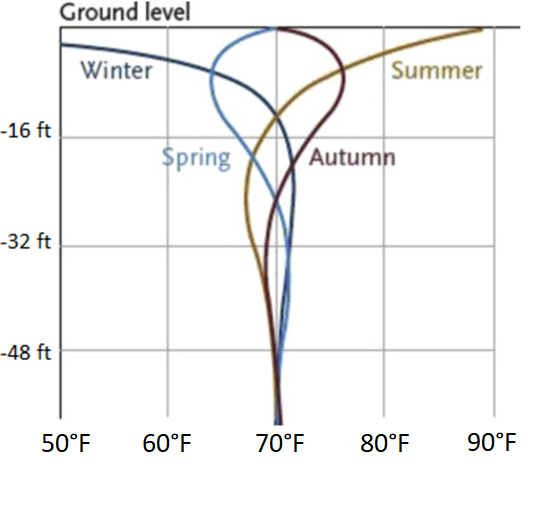 Ground level
Winter
Summer
-16 ft
Spring
Autumn
-32 ft
-48 ft
50°F 60°F 70°F 80°F 90°F